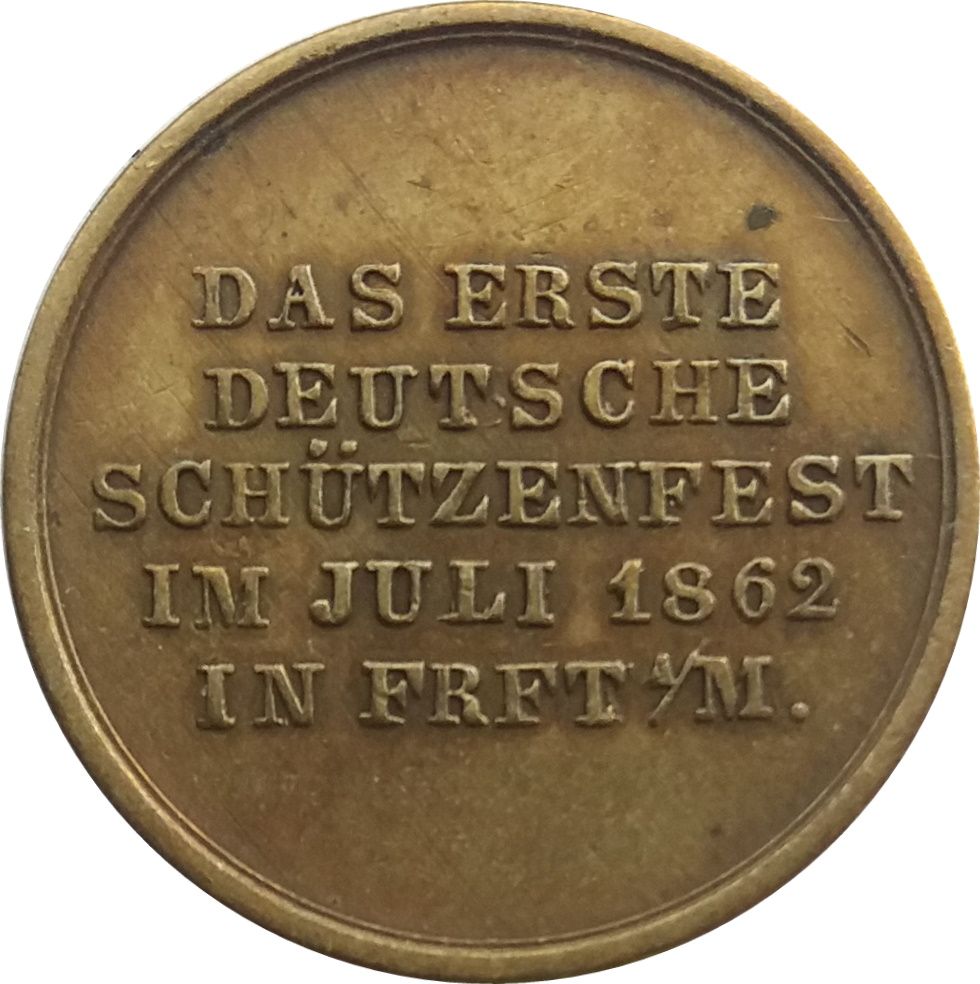 DAS ERSTE
DEUTSCHE
SCHÜTZENFEST
IM JULI 1862
IN FRFT A/M.